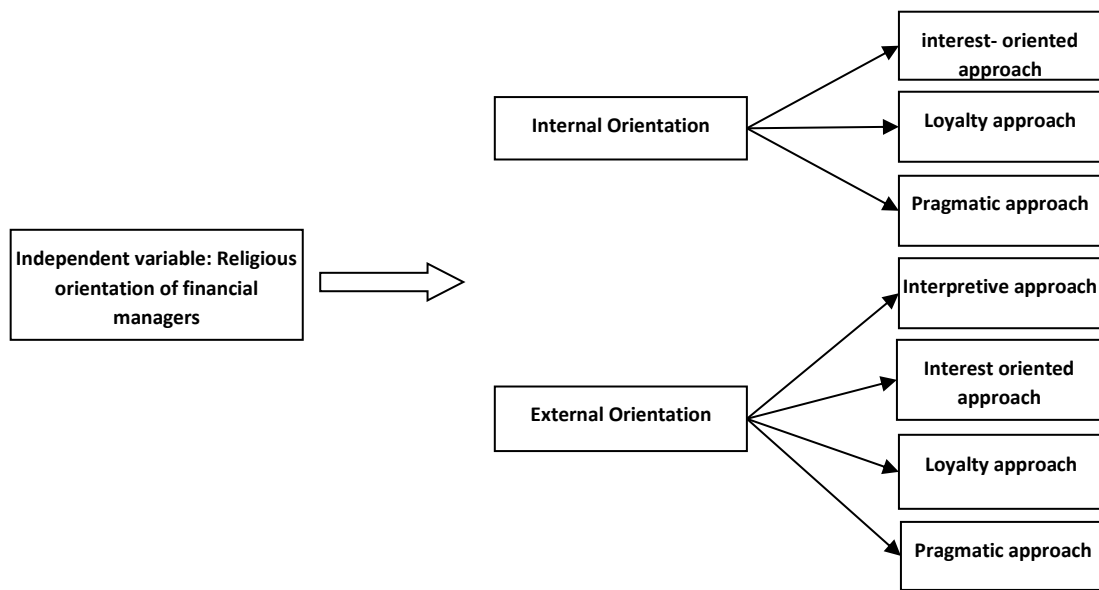 interest- oriented
approach
Internal Orientation
Loyalty approach
Pragmatic approach
Independent variable: Religious
orientation of financial
managers
Interpretive approach
Interest oriented
approach
External Orientation
Loyalty approach
Pragmatic approach